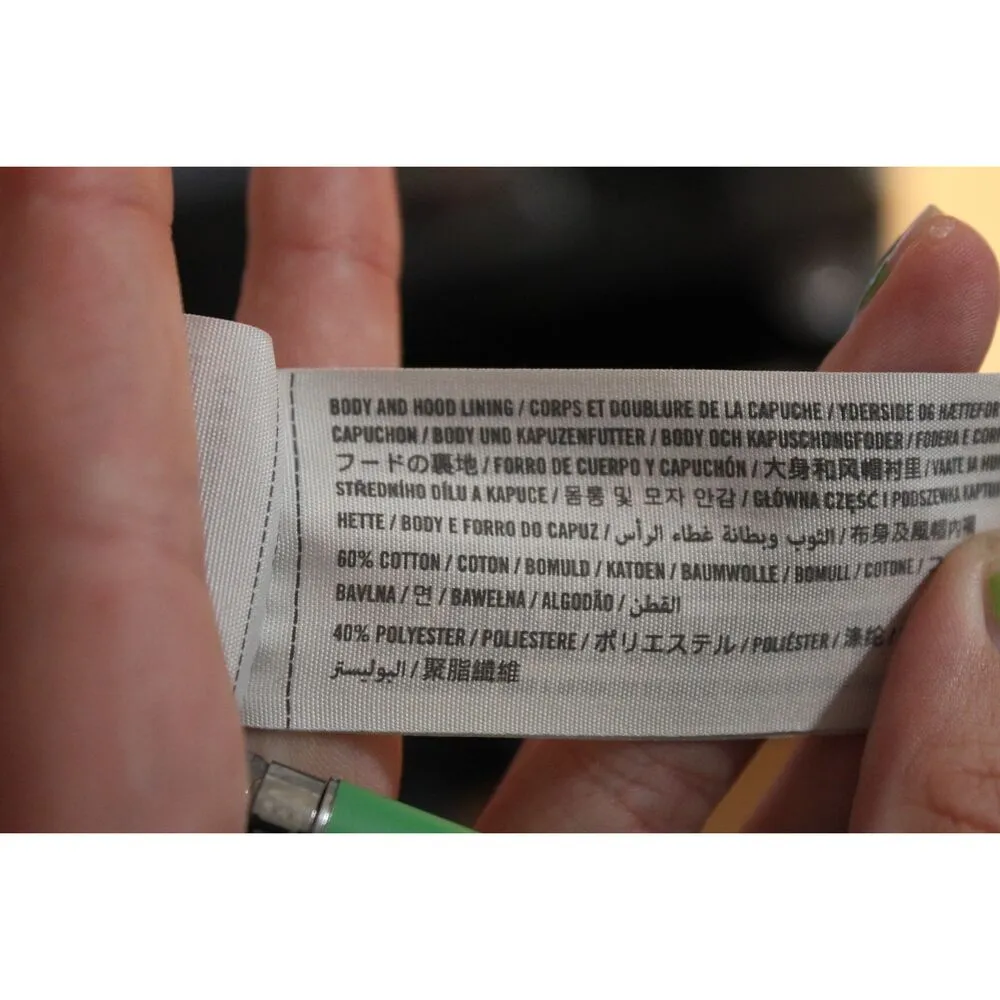 BODY AND HOOD LINING / CORPS ET DOUBLURE DE LA CAPUCHE / YDERSIDE OG
CAPUCHON / BODY UND KAPUZENFUTTER / BODY OCH KAPUSCHONGFODER / FODERA E
フードの裏地 / FORRO DE CUERPO Y CAPUCHÓN / 大身和风帽衬里 / VAATE JA
STŘEDNÍHO DÍLU A KAPUCE / 몸통 및 모자 안감 / GŁÓWNA CZĘŚĆ I PODSZEWKA
HETTE / BODY E FORRO DO CAPUZ / الثوب وبطانة غطاء الرأس / 布身及風帽內
60% COTTON / COTON / BOMULD / KATOEN / BAUMWOLLE / BOMULL / COTONE /
BAVLNA / 면 / BAWEŁNA / ALGODÃO / القطن
40% POLYESTER / POLIESTERE / ポリエステル / POLIÉSTER / 涤纶
البوليستر / 聚脂纖維